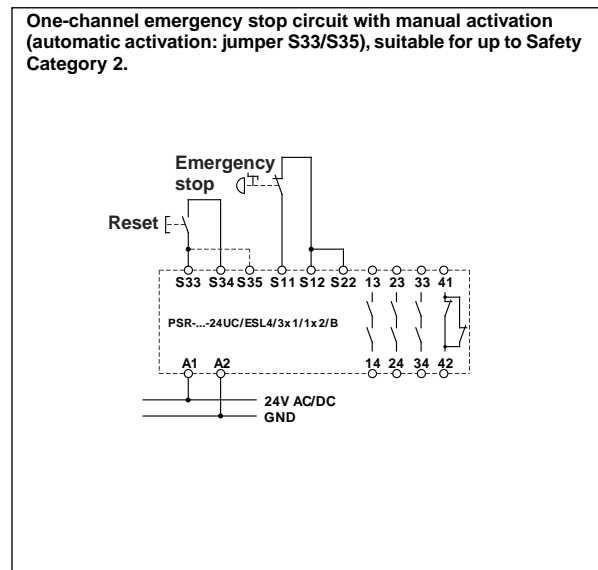 One-channel emergency stop circuit with manual activation
(automatic activation: jumper S33/S35), suitable for up to Safety
Category 2.
Emergency
stop
Reset
S33 S34 S35 S11 S12 S22 13 23 33 41
PSR-...-24UC/ESL4/3x1/1x2/B
A1 A2 14 24 34 42
24V AC/DC
GND